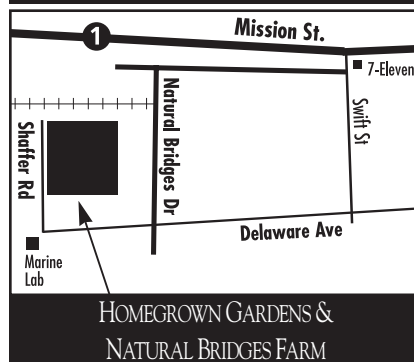 1
Mission St.
7-Eleven
Natural Bridges Dr
Swift St
Shaffer Rd
Delaware Ave
Marine
Lab
HOMEGROWN GARDENS &
NATURAL BRIDGES FARM